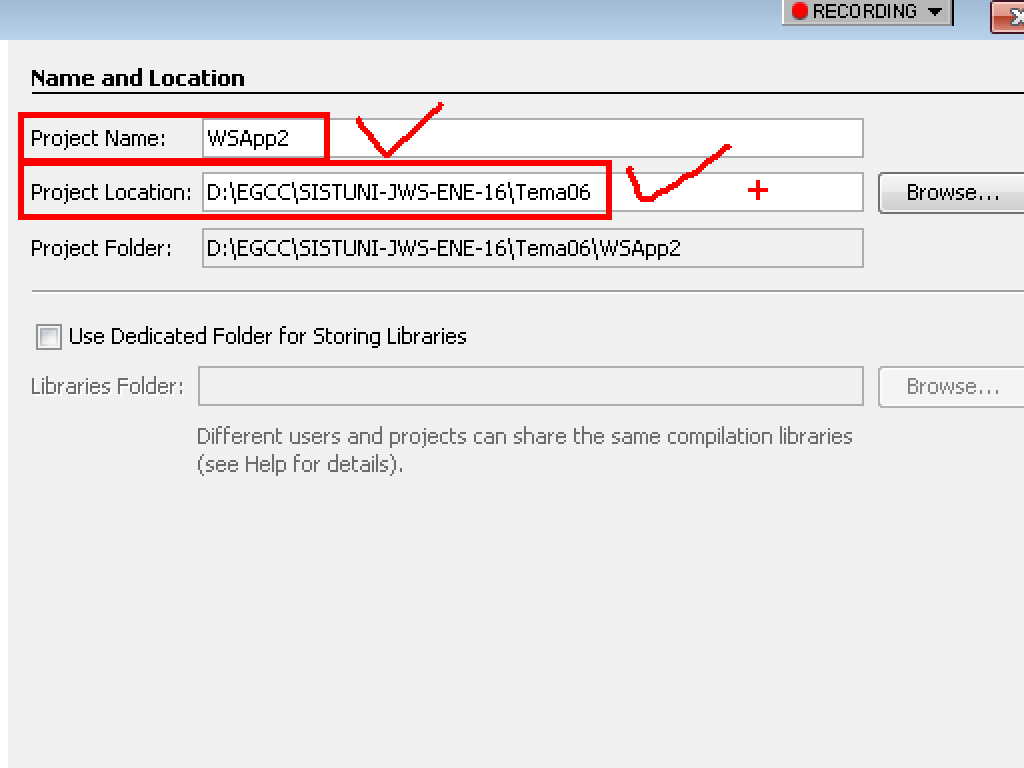 RECORDING
Name and Location
Project Name: WSApp2
Project Location: D:\EGCC\SISTUNI-JWS-ENE-16\Tema06 Browse...
Project Folder: D:\EGCC\SISTUNI-JWS-ENE-16\Tema06\WSApp2
Use Dedicated Folder for Storing Libraries
Libraries Folder: Browse...
Different users and projects can share the same compilation libraries
(see Help for details).